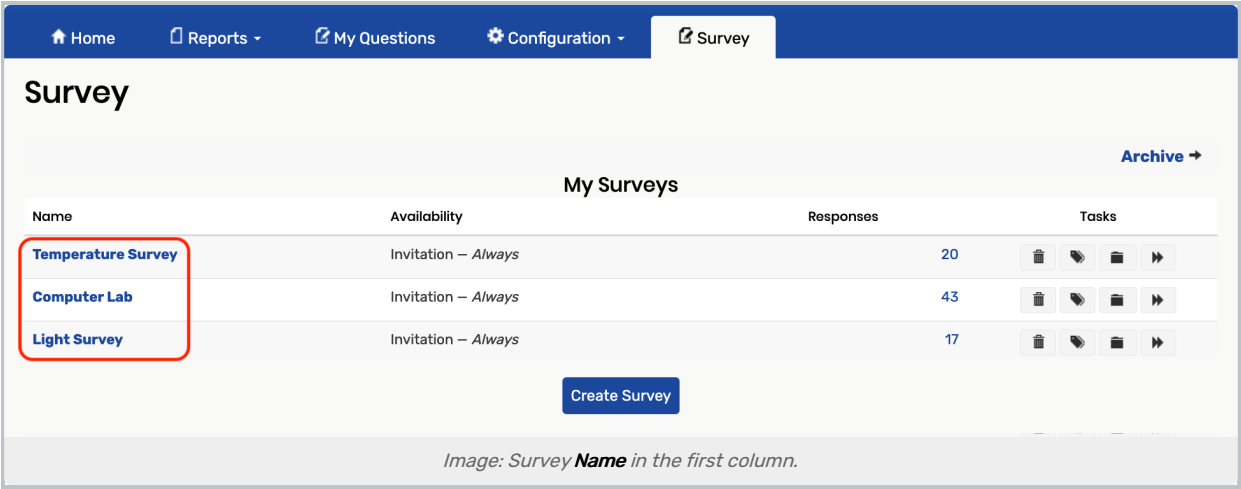 Home Reports My Questions Configuration Survey
Survey
Archive
My Surveys
Name Availability Responses Tasks
Temperature Survey Invitation — Always 20
Computer Lab Invitation — Always 43
Light Survey Invitation — Always 17
Create Survey
Image: Survey Name in the first column.